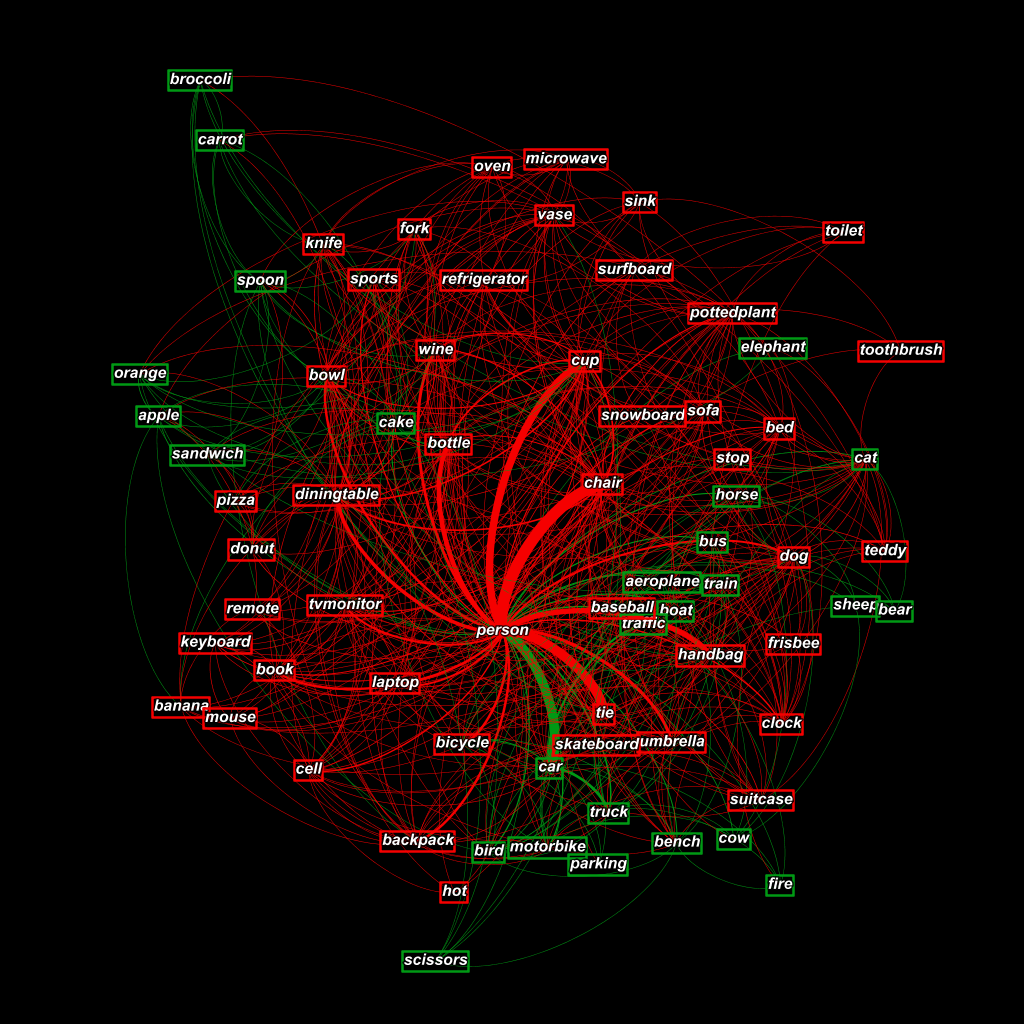 broccoli
carrot
microwave
oven
sink
vase
fork
toilet
knife
surfboard
sports
refrigerator
spoon
pottedplant
elephant
wine
toothbrush
cup
orange
bowl
snowboard
sofa
apple
cake
bed
bottle
sandwich
stop
cat
chair
diningtable
horse
pizza
bus
donut
teddy
dog
aeroplane
train
tvmonitor
sheep
baseball
remote
boat
bear
traffic
person
keyboard
frisbee
handbag
book
laptop
banana
tie
mouse
clock
bicycle
skateboard
umbrella
car
cell
suitcase
truck
cow
backpack
bench
motorbike
bird
parking
fire
hot
scissors